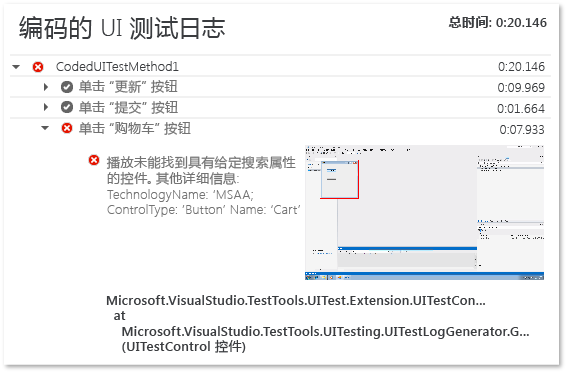 编码的 UI 测试日志
总时间: 0:20.146
CodedUITestMethod1 0:20.146
单击 “更新” 按钮 0:09.969
单击 “提交” 按钮 0:01.664
单击 “购物车” 按钮 0:07.933
播放未能找到具有给定搜索属性
的控件。其他详细信息:
TechnologyName: ‘MSAA;
ControlType: ‘Button’ Name: ‘Cart’
Microsoft.VisualStudio.TestTools.UITest.Extension.UITestCon...
at
Microsoft.VisualStudio.TestTools.UITesting.UITestLogGenerator.G...
(UITestControl 控件)